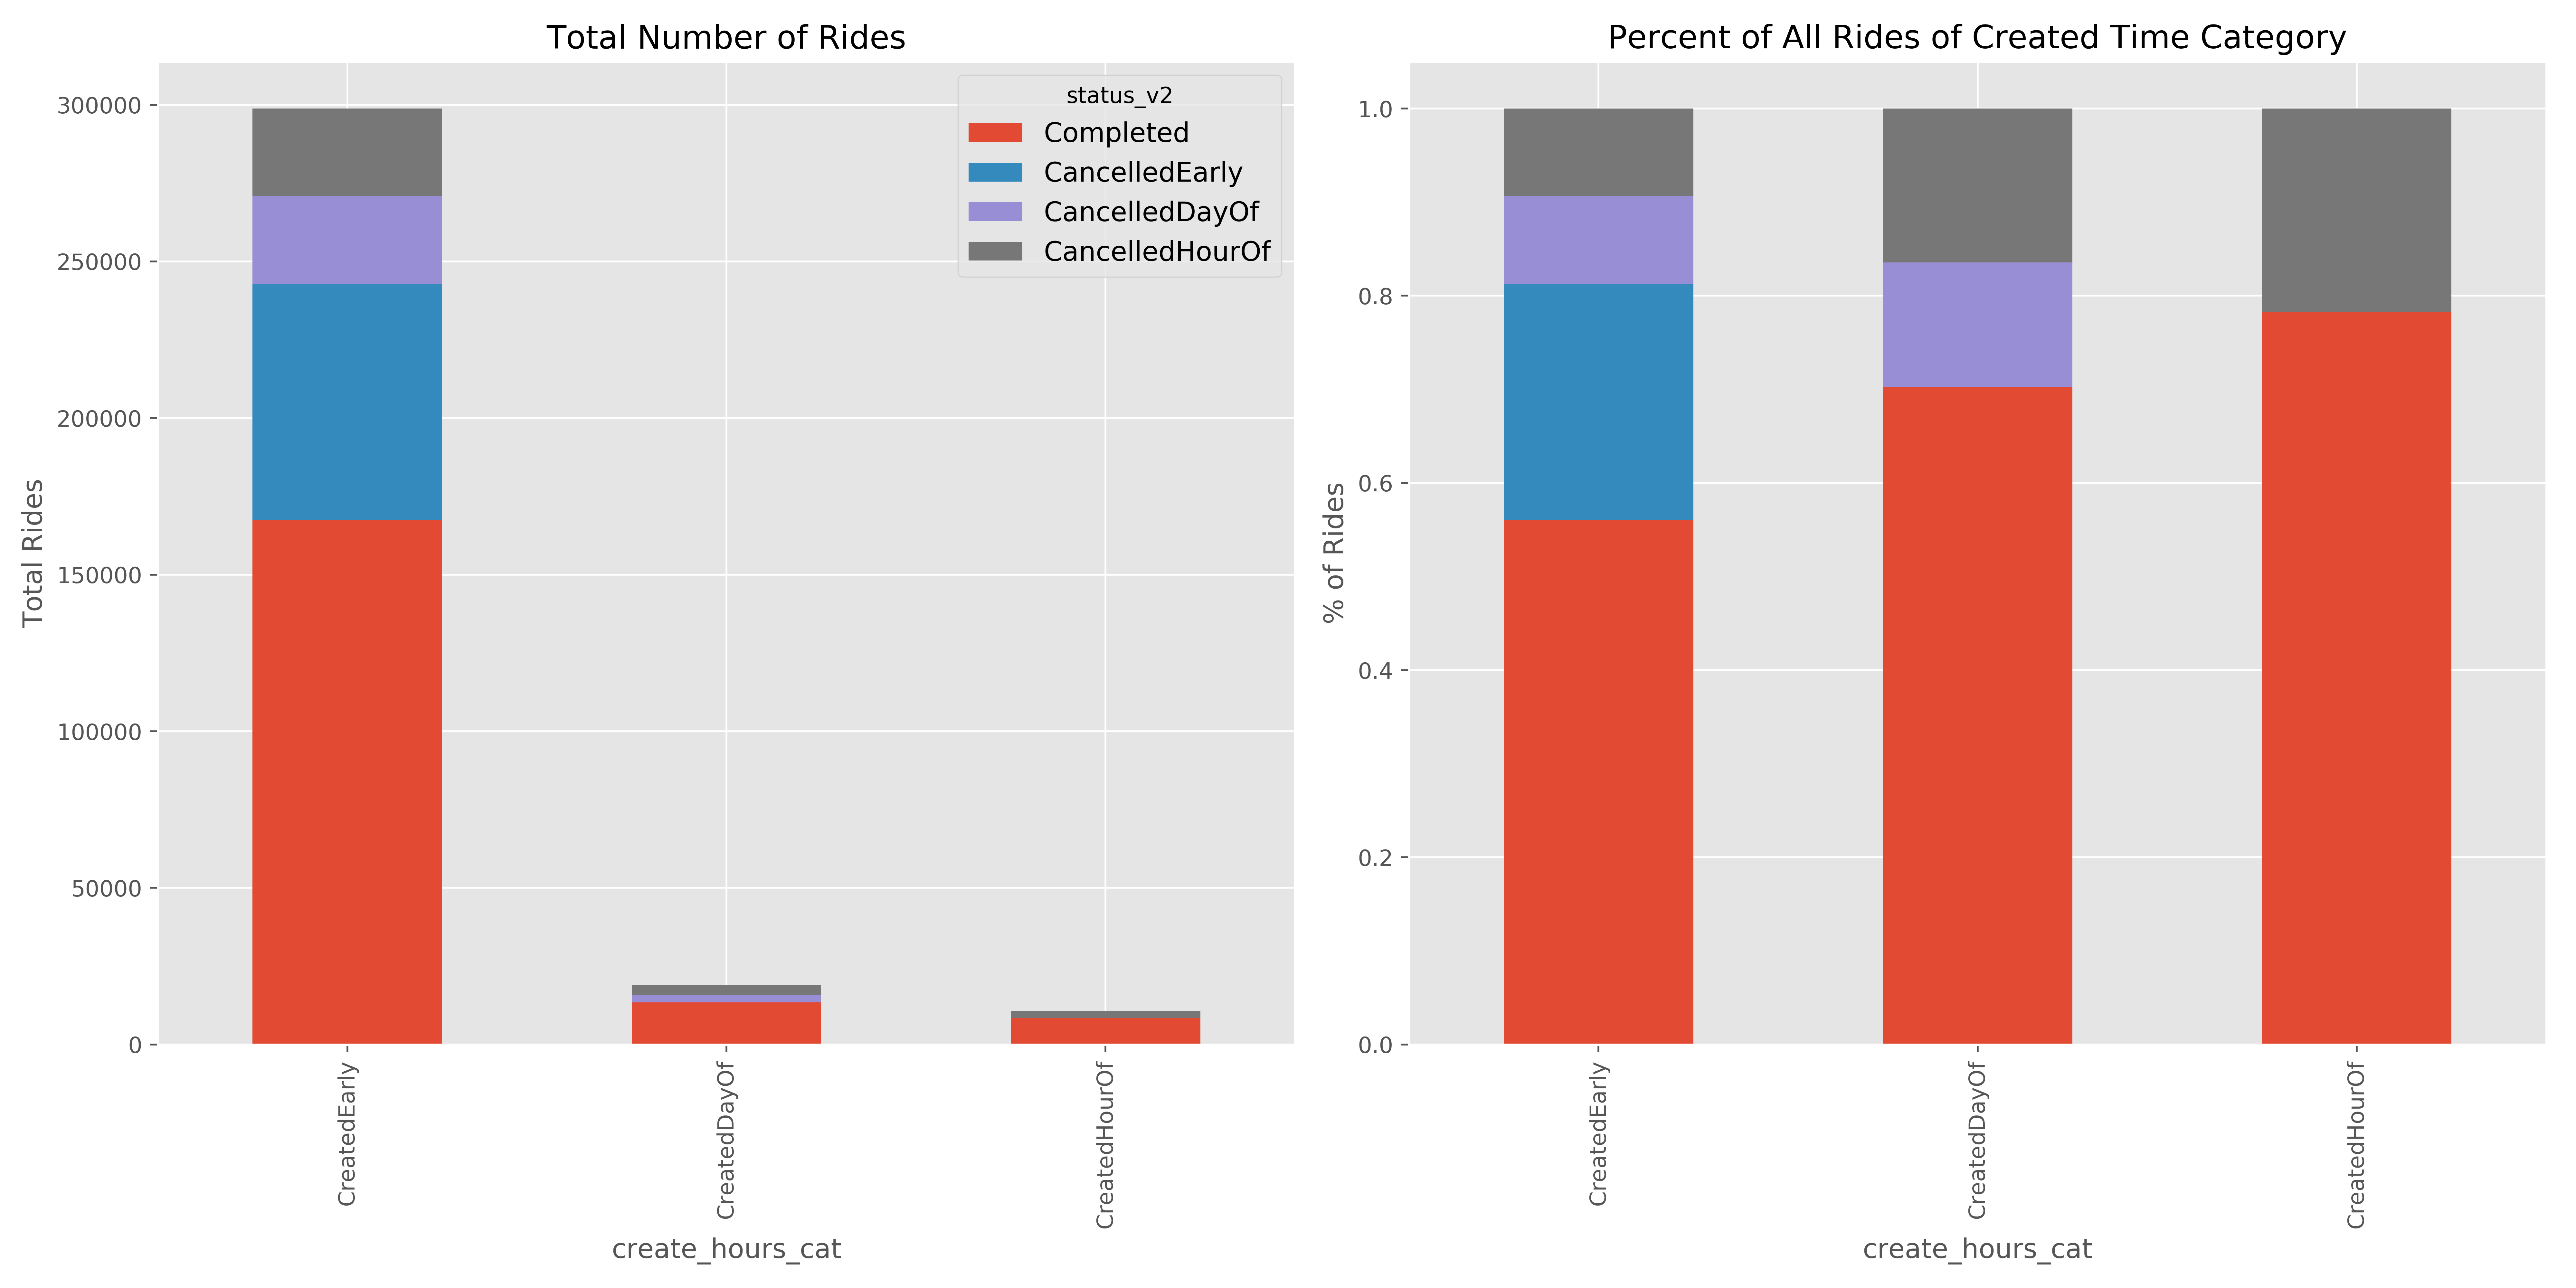 Total Number of Rides
Total Rides
300000
250000
200000
150000
100000
50000
0
status_v2
Completed
CancelledEarly
CancelledDayOf
CancelledHourOf
CreatedEarly
CreatedDayOf
CreatedHourOf
create_hours_cat
Percent of All Rides of Created Time Category
% of Rides
1.0
0.8
0.6
0.4
0.2
0.0
CreatedEarly
CreatedDayOf
CreatedHourOf
create_hours_cat